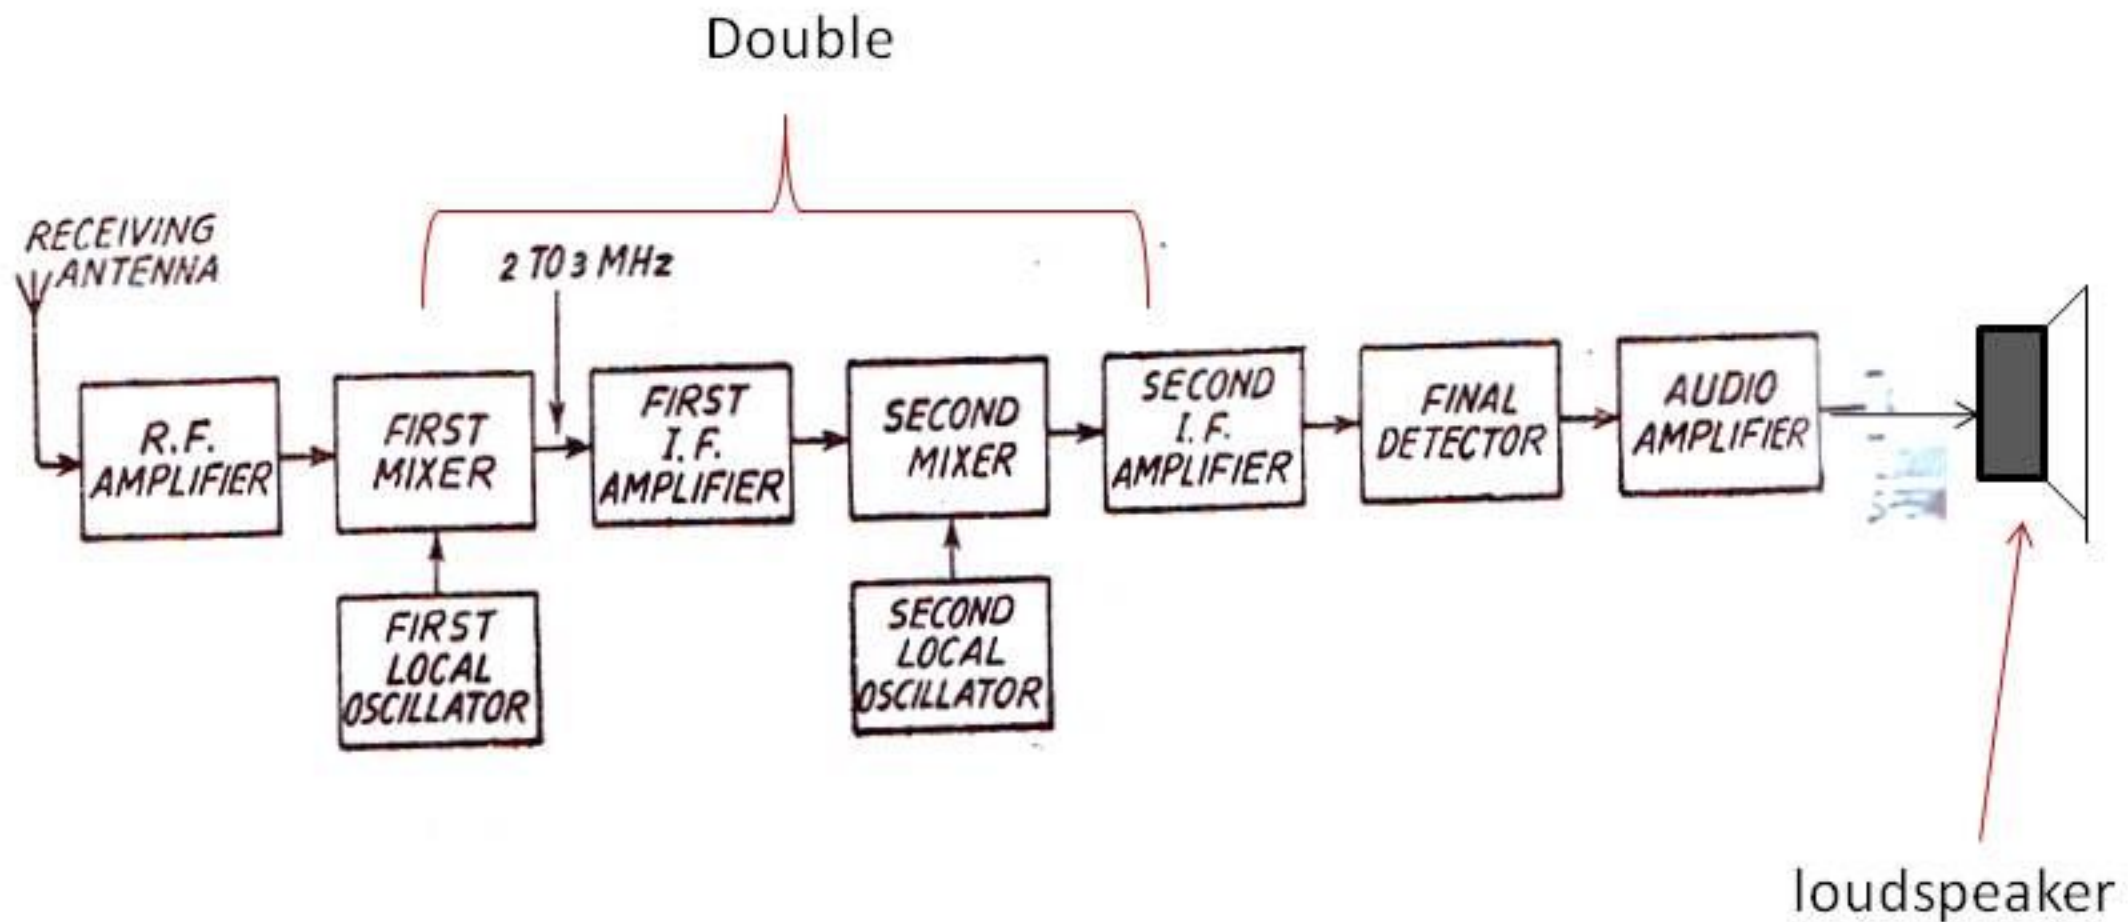 Double
RECEIVING
ANTENNA
2 TO 3 MHz
R.F.
AMPLIFIER
FIRST
MIXER
FIRST
I.F.
AMPLIFIER
SECOND
MIXER
SECOND
I.F.
AMPLIFIER
FINAL
DETECTOR
AUDIO
AMPLIFIER
FIRST
LOCAL
OSCILLATOR
SECOND
LOCAL
OSCILLATOR
loudspeaker